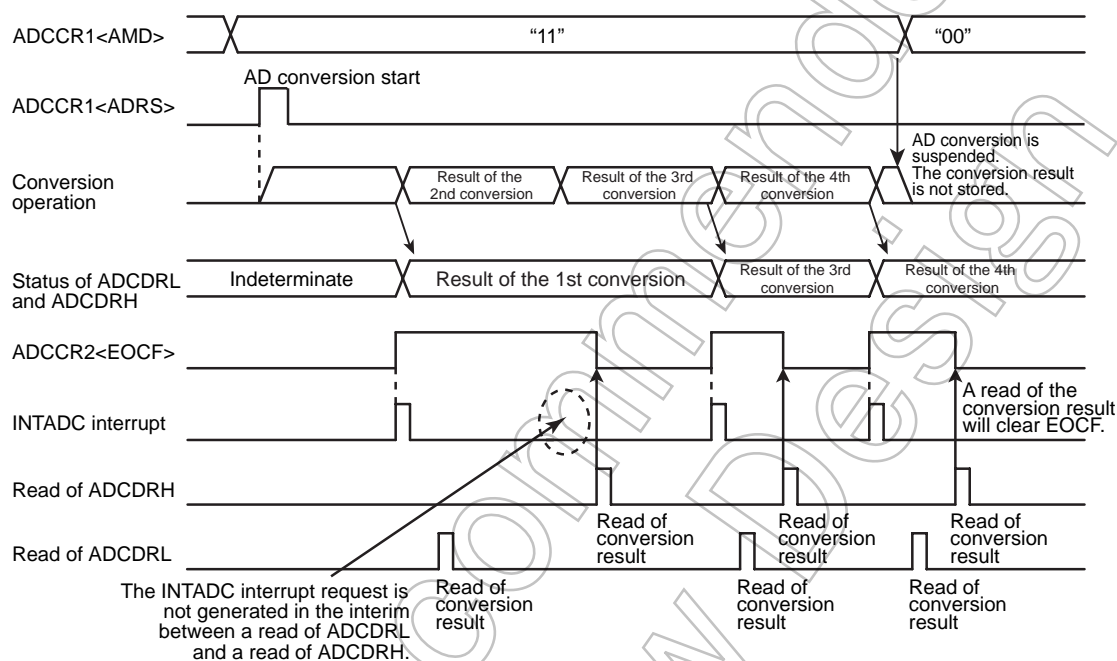 ADCCR1<AMD>
"11"
"00"
AD conversion start
ADCCR1<ADRS>
AD conversion is
suspended.
The conversion result
is not stored.
Conversion
operation
Result of the
2nd conversion
Result of the 3rd
conversion
Result of the 4th
conversion
Status of ADCDRL
and ADCDRH
Indeterminate
Result of the 1st conversion
Result of the 3rd
conversion
Result of the 4th
conversion
ADCCR2<EOCF>
A read of the
conversion result
will clear EOCF.
INTADC interrupt
Read of ADCDRH
Read of
conversion
result
Read of
conversion
result
Read of
conversion
result
Read of ADCDRL
The INTADC interrupt request is
not generated in the interim
between a read of ADCDRL
and a read of ADCDRH.
Read of
conversion
result
Read of
conversion
result
Read of
conversion
result
commende
w Design